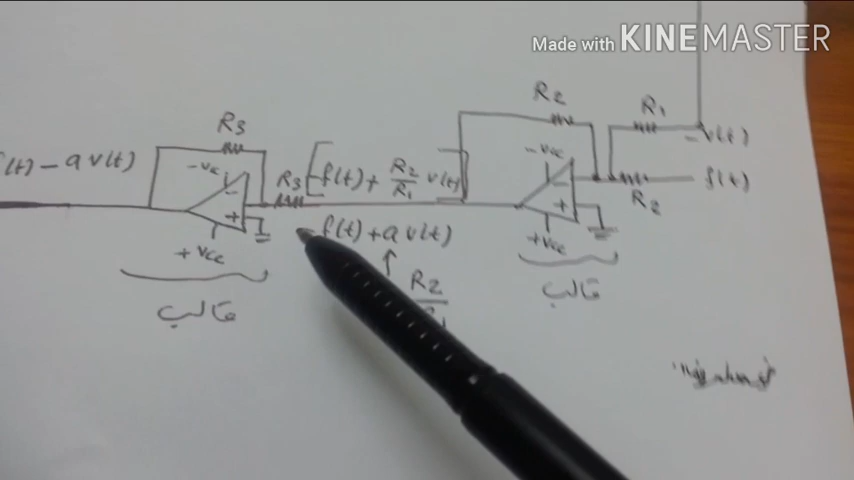 Made with KINEMASTER
R2
R1
-v(t)
f(t)
R2
-Vcc
+Vcc
قالب
R3
(t) - a v(t)
-Vcc
+Vcc
قالب
R3
f(t) + R2/R1 v(t)
f(t) + a v(t)
R2